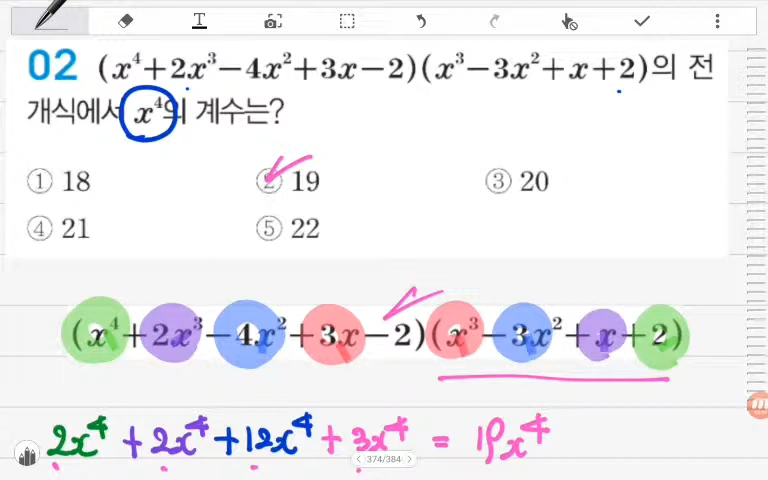 T
02 (x⁴+2x³−4x²+3x−2)(x³−3x²+x+2)의 전
개식에서 x⁴의 계수는?
① 18 ② 19 ③ 20
④ 21 ⑤ 22
(x⁴+2x³−4x²+3x−2)(x³−3x²+x+2)
2x⁴ + 2x⁴ + 12x⁴ + 3x⁴ = 19x⁴
< 374/384 >